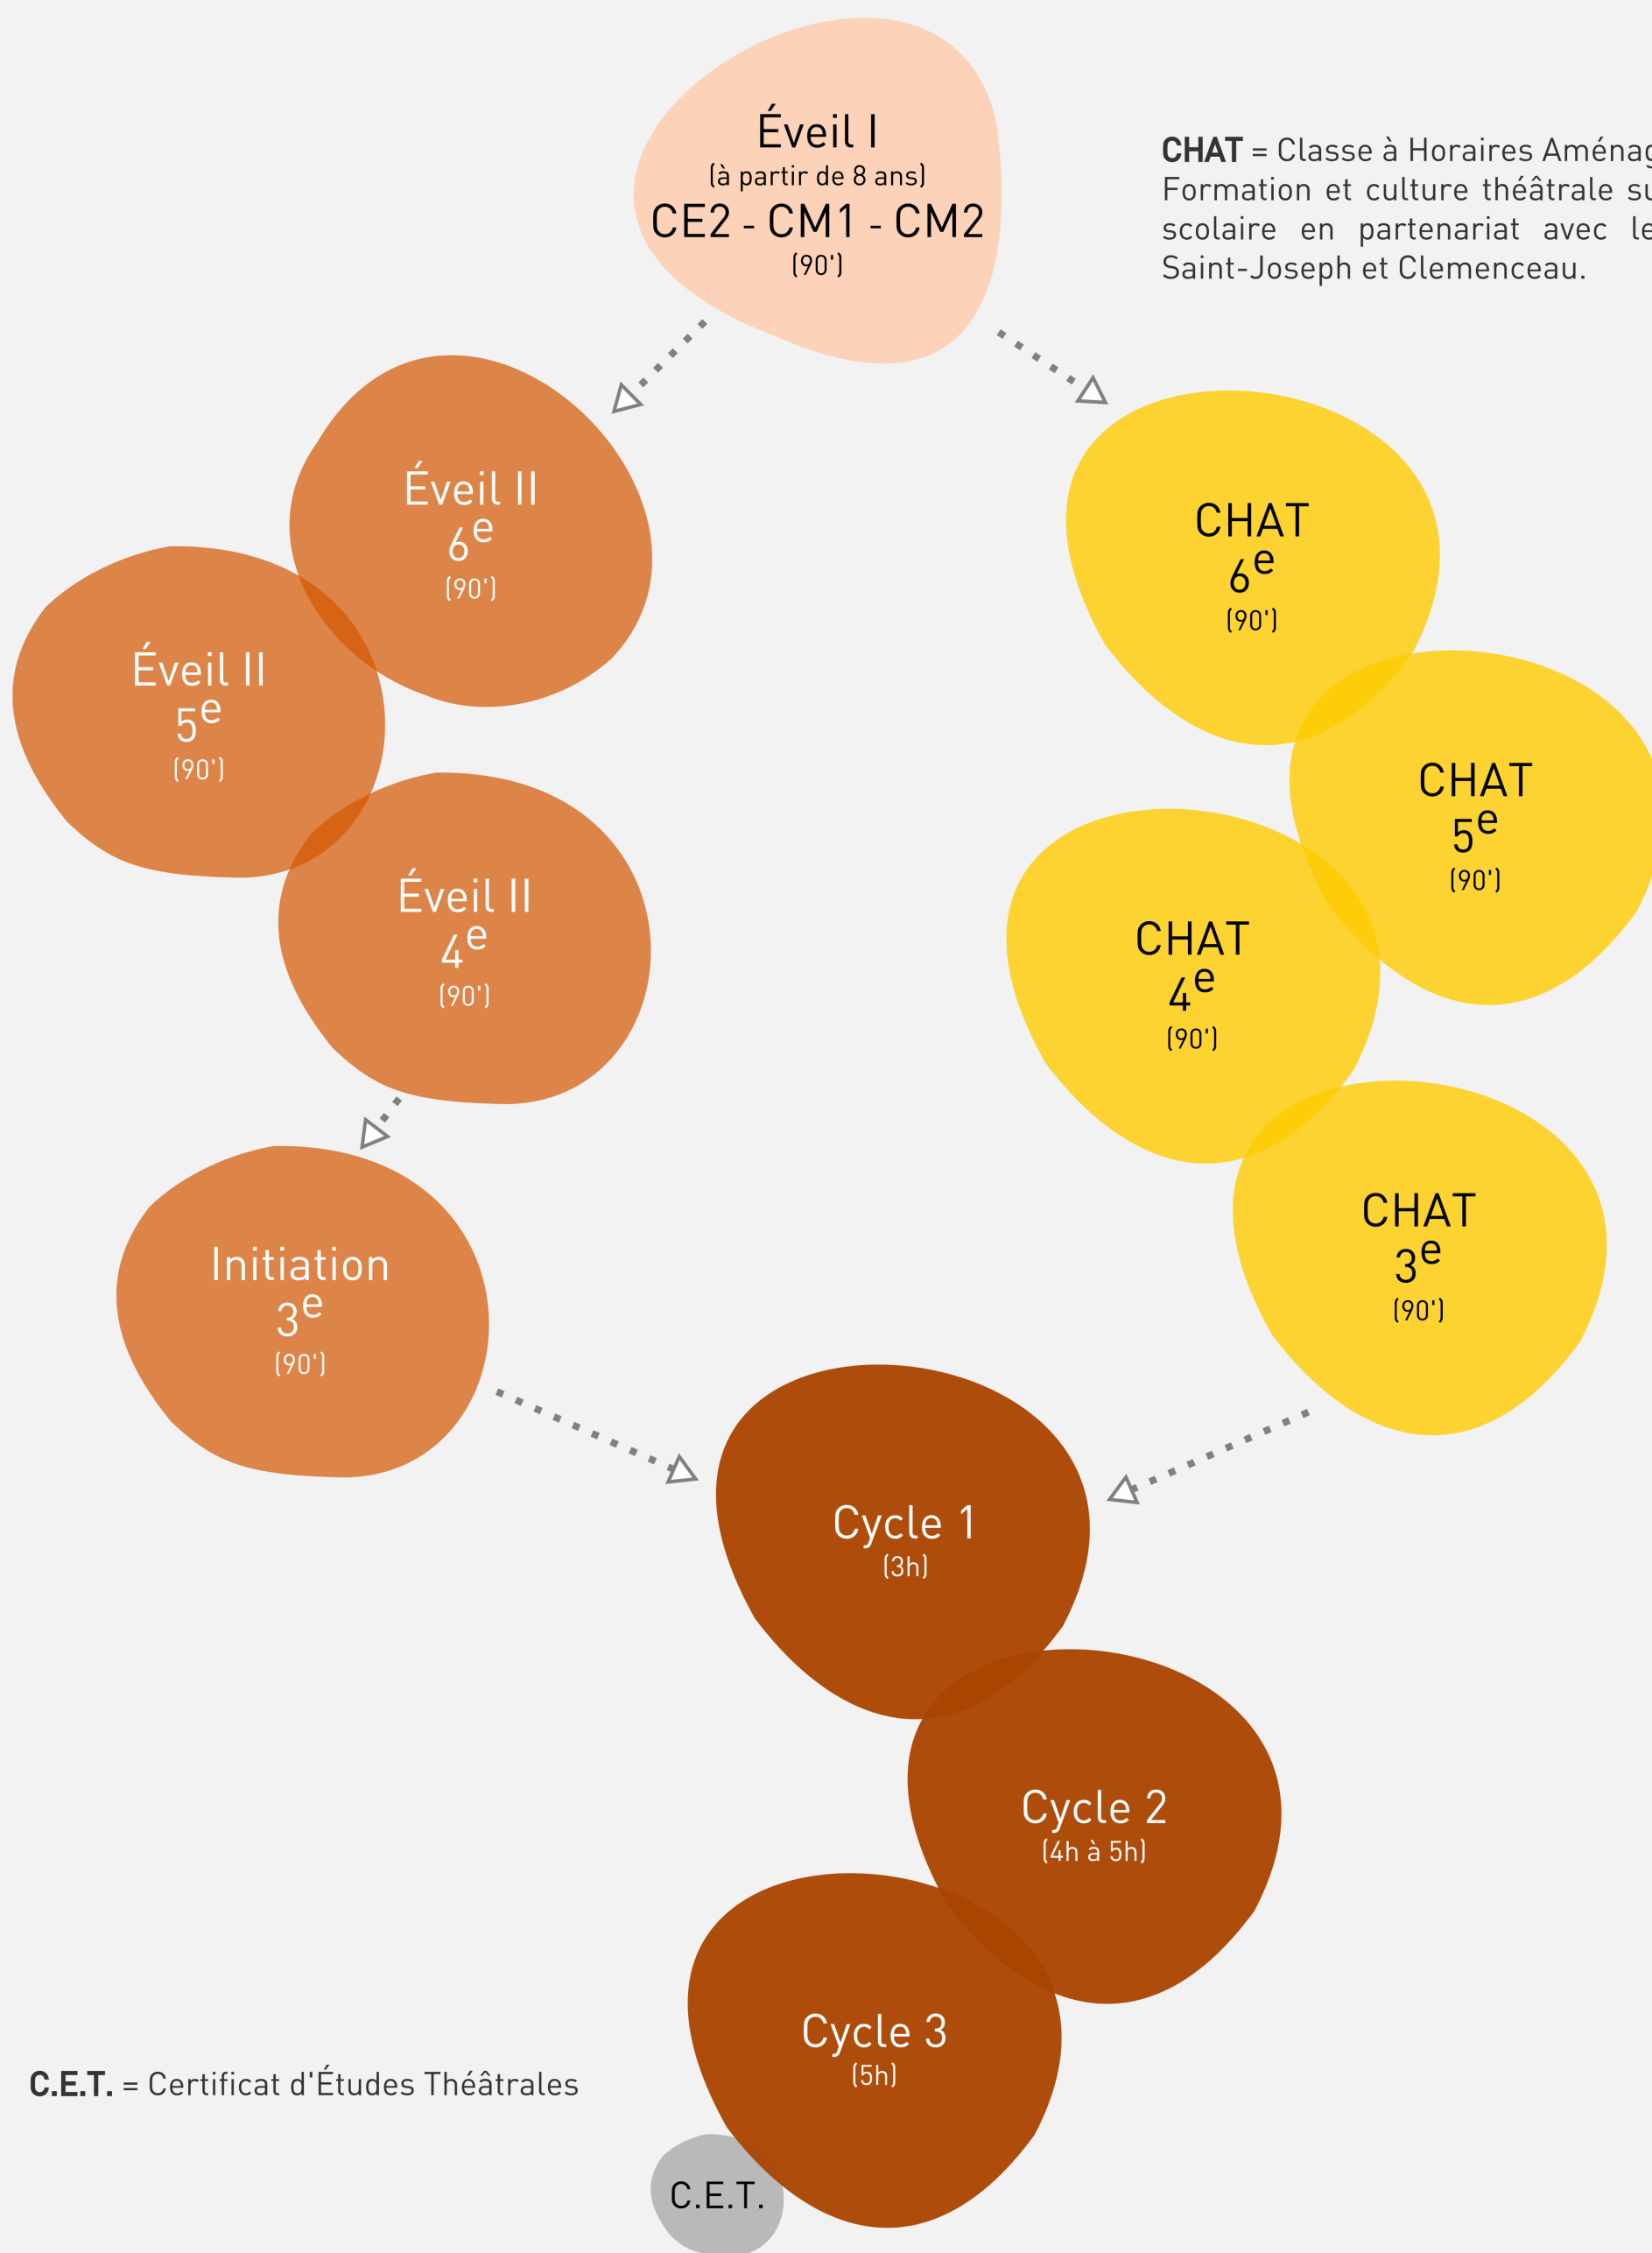 Éveil I
(à partir de 8 ans)
CE2 - CM1 - CM2
(90')
CHAT = Classe à Horaires
Formation et culture théâtrale
scolaire en partenariat avec
Saint-Joseph et Clemenceau.
Éveil II
6e
(90')
CHAT
6e
(90')
Éveil II
5e
(90')
CHAT
5e
(90')
Éveil II
4e
(90')
CHAT
4e
(90')
Initiation
3e
(90')
CHAT
3e
(90')
Cycle 1
(3h)
Cycle 2
(4h à 5h)
Cycle 3
(5h)
C.E.T. = Certificat d'Études Théâtrales
C.E.T.